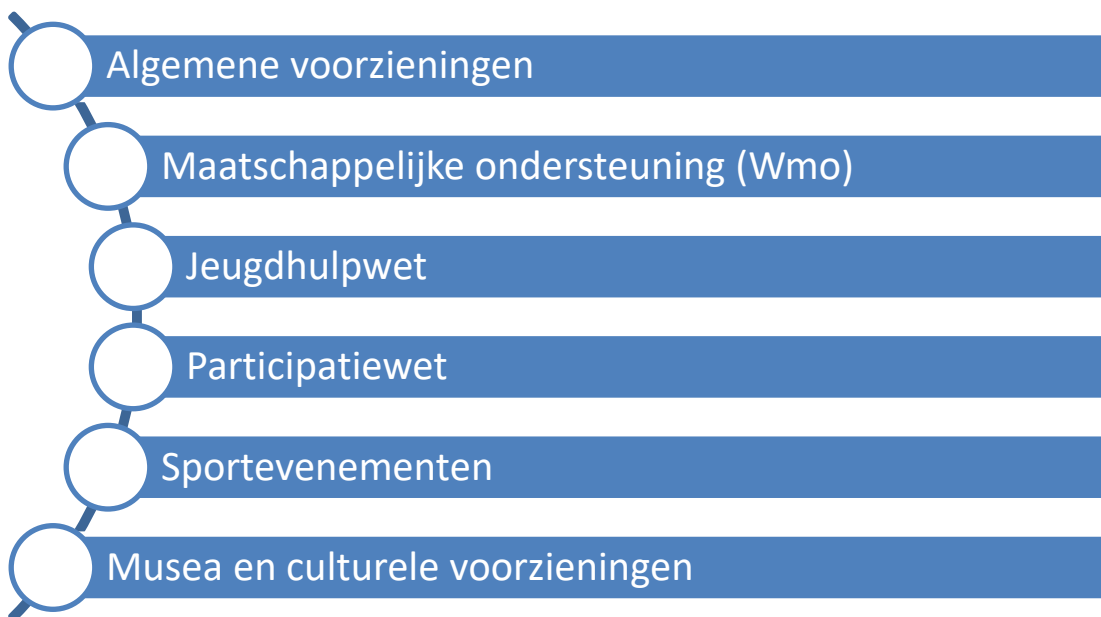 Algemene voorzieningen
Maatschappelijke ondersteuning (Wmo)
Jeugdhulpwet
Participatiewet
Sportevenementen
Musea en culturele voorzieningen